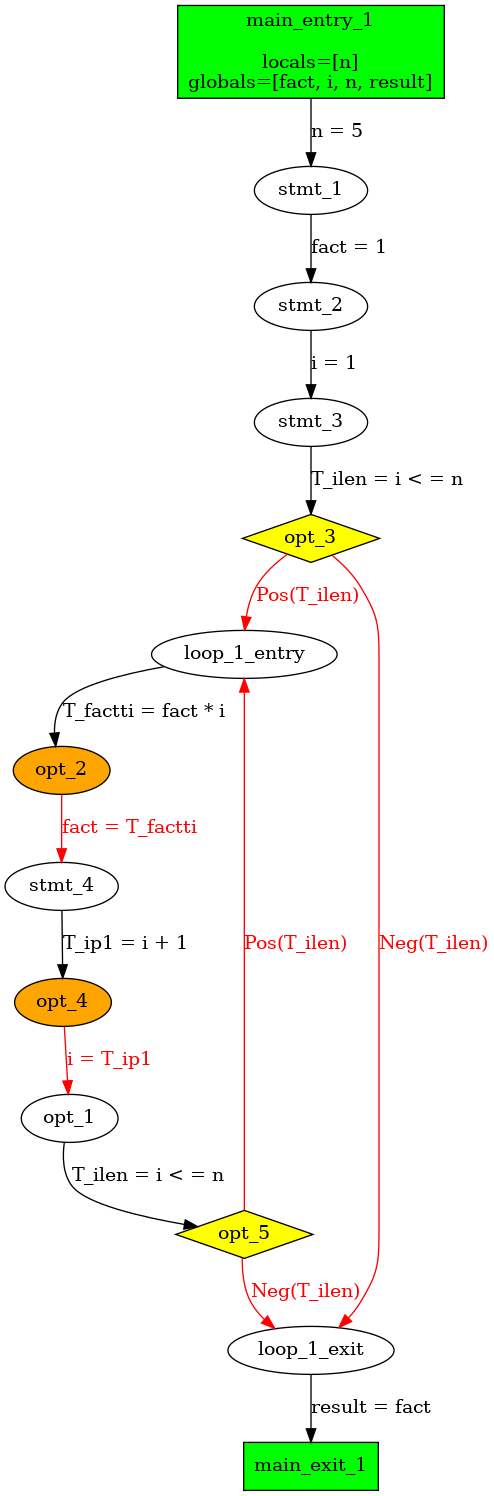 main_entry_1
locals=[n]
globals=[fact, i, n, result]
n = 5
stmt_1
fact = 1
stmt_2
i = 1
stmt_3
T_ilen = i < = n
opt_3
Pos(T_ilen)
loop_1_entry
T_factti = fact * i
opt_2
fact = T_factti
stmt_4
T_ip1 = i + 1
Pos(T_ilen)
Neg(T_ilen)
opt_4
i = T_ip1
opt_1
T_ilen = i < = n
opt_5
Neg(T_ilen)
loop_1_exit
result = fact
main_exit_1